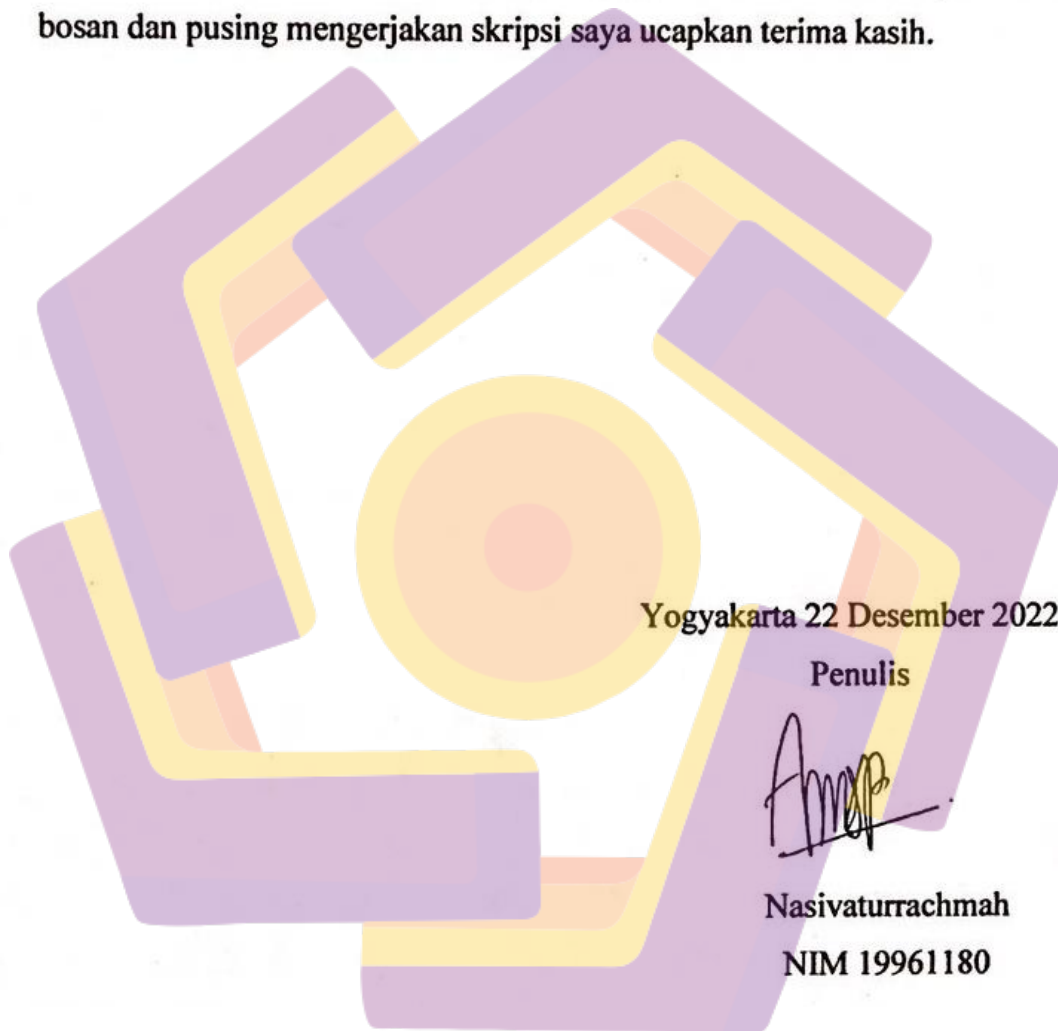 bosan dan pusing mengerjakan skripsi saya ucapkan terima kasih.
Yogyakarta 22 Desember 2022
Penulis
Nasivaturrachmah
NIM 19961180